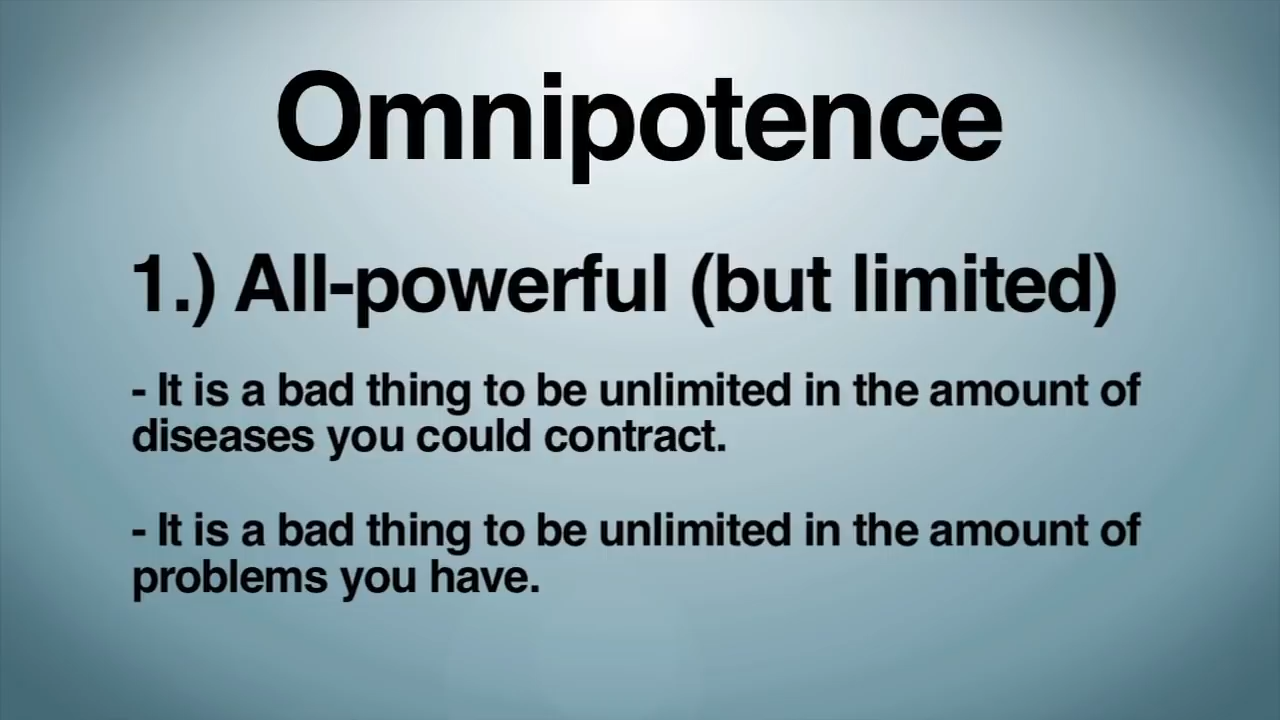 Omnipotence
1.) All-powerful (but limited)
- It is a bad thing to be unlimited in the amount of
diseases you could contract.
- It is a bad thing to be unlimited in the amount of
problems you have.